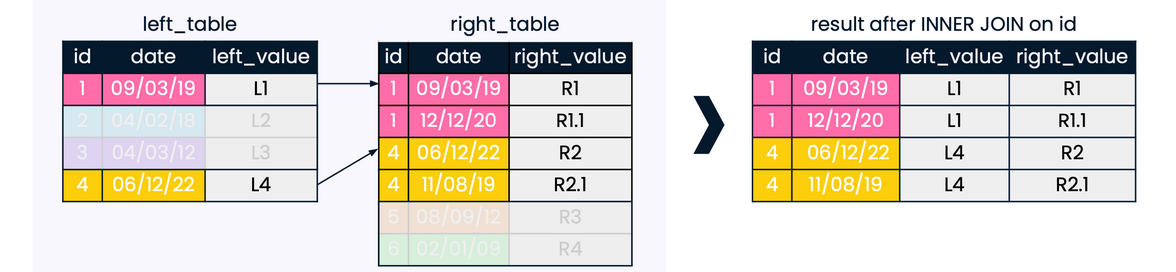 left_table
id date left_value
1 09/03/19 L1
2 04/02/18 L2
3 04/03/12 L3
4 06/12/22 L4
right_table
id date right_value
1 09/03/19 R1
1 12/12/20 R1.1
4 06/12/22 R2
4 11/08/19 R2.1
5 08/09/12 R3
6 02/01/09 R4
result after INNER JOIN on id
id date left_value right_value
1 09/03/19 L1 R1
1 12/12/20 L1 R1.1
4 06/12/22 L4 R2
4 11/08/19 L4 R2.1